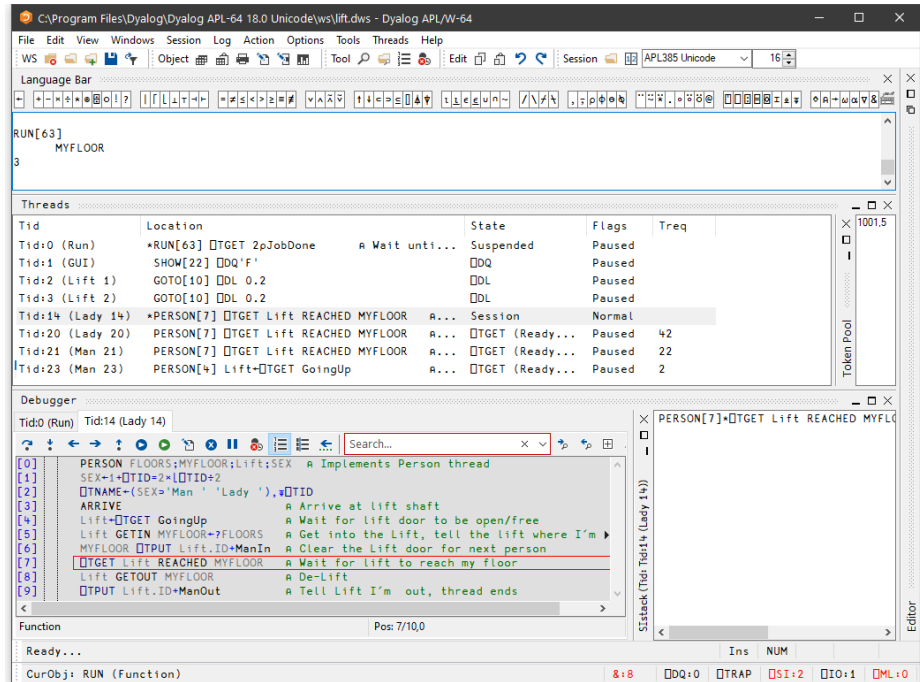 C:\Program Files\Dyalog\Dyalog APL-64 18.0 Unicode\ws\lift.dws - Dyalog APL/W-64
File Edit View Windows Session Log Action Options Tools Threads Help
WS Object Tool Edit Session APL385 Unicode 16
Language Bar
RUN[63]
MYFLOOR
3
Threads
Tid Location State Flags Treq
Tid:0 (Run) *RUN[63] ⎕TGET 2⍴JobDone ⍝ Wait unti... Suspended Paused
Tid:1 (GUI) SHOW[22] ⎕DQ'F' ⎕DQ Paused
Tid:2 (Lift 1) GOTO[10] ⎕DL 0.2 ⎕DL Paused
Tid:3 (Lift 2) GOTO[10] ⎕DL 0.2 ⎕DL Paused
Tid:14 (Lady 14) *PERSON[7] ⎕TGET Lift REACHED MYFLOOR ⍝... Session Normal
Tid:20 (Lady 20) PERSON[7] ⎕TGET Lift REACHED MYFLOOR ⍝... ⎕TGET (Ready... Paused 42
Tid:21 (Man 21) PERSON[7] ⎕TGET Lift REACHED MYFLOOR ⍝... ⎕TGET (Ready... Paused 22
Tid:23 (Man 23) PERSON[4] Lift←⎕TGET GoingUp ⍝... ⎕TGET (Ready... Paused 2
1001,5
Token Pool
Debugger
Tid:0 (Run) Tid:14 (Lady 14)
Search...
[0] PERSON FLOORS;MYFLOOR;Lift;SEX ⍝ Implements Person thread
[1] SEX←1+⎕TID=2×⌊⎕TID÷2
[2] ⎕TNAME←(SEX⊃'Man ' 'Lady '),⍕⎕TID
[3] ARRIVE ⍝ Arrive at lift shaft
[4] Lift←⎕TGET GoingUp ⍝ Wait for lift door to be open/free
[5] Lift GETIN MYFLOOR←?FLOORS ⍝ Get into the Lift, tell the lift where I´m
[6] MYFLOOR ⎕TPUT Lift.ID+ManIn ⍝ Clear the Lift door for next person
[7] ⎕TGET Lift REACHED MYFLOOR ⍝ Wait for lift to reach my floor
[8] Lift GETOUT MYFLOOR ⍝ De-Lift
[9] ⎕TPUT Lift.ID+ManOut ⍝ Tell Lift I´m out, thread ends
Function Pos: 7/10,0
SIstack (Tid: Tid:14 (Lady 14))
PERSON[7]*⎕TGET Lift REACHED MYFLO
Editor
Ready... Ins NUM
CurObj: RUN (Function) &:8 ⎕DQ:0 ⎕TRAP ⎕SI:2 ⎕IO:1 ⎕ML:0